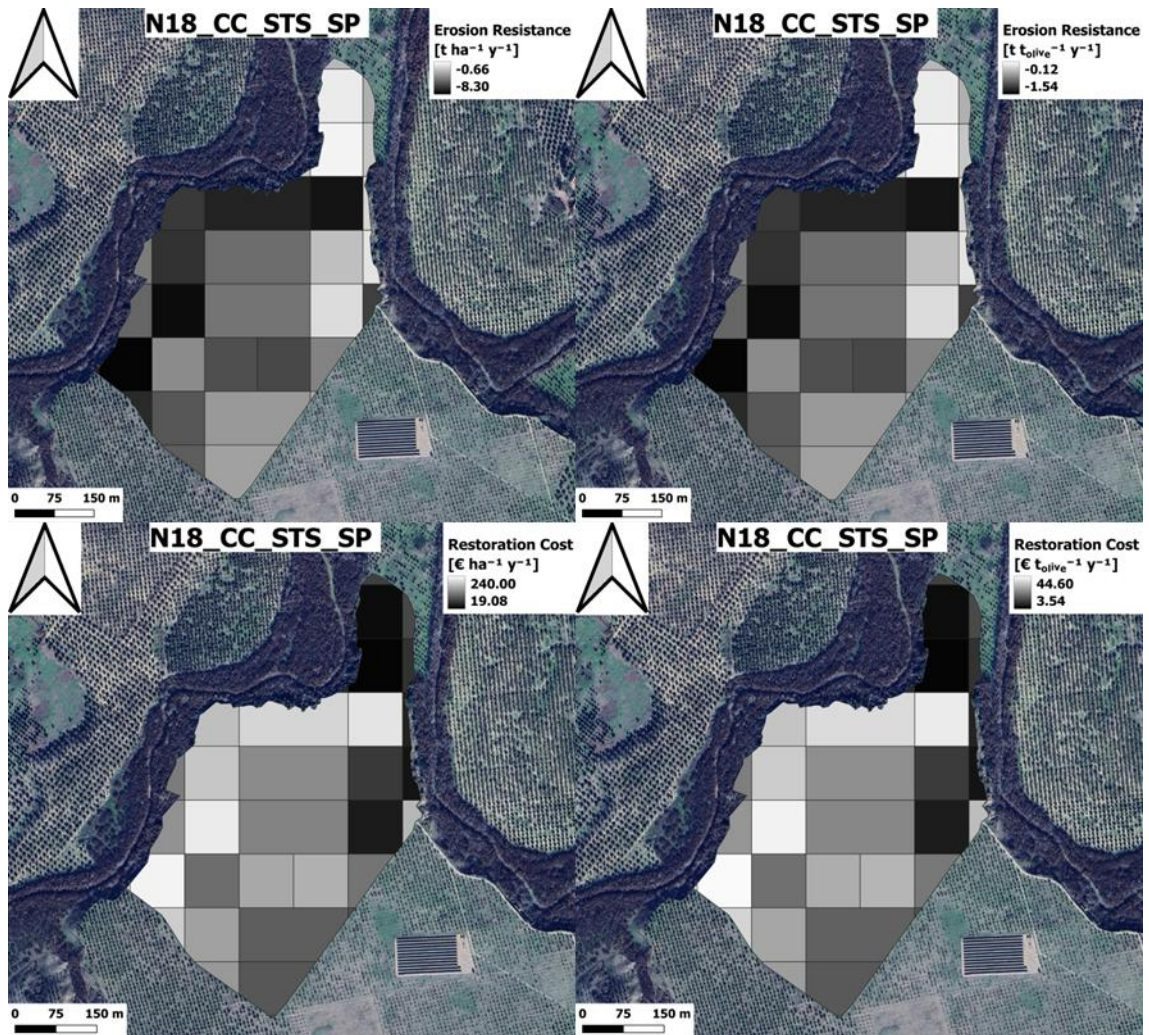 N18_CC_STS_SP
Erosion Resistance
[t ha⁻¹ y⁻¹]
-0.66
-8.30
0 75 150 m
N18_CC_STS_SP
Erosion Resistance
[t tₒₗᵢᵥₑ⁻¹ y⁻¹]
-0.12
-1.54
0 75 150 m
N18_CC_STS_SP
Restoration Cost
[€ ha⁻¹ y⁻¹]
240.00
19.08
0 75 150 m
N18_CC_STS_SP
Restoration Cost
[€ tₒₗᵢᵥₑ⁻¹ y⁻¹]
44.60
3.54
0 75 150 m